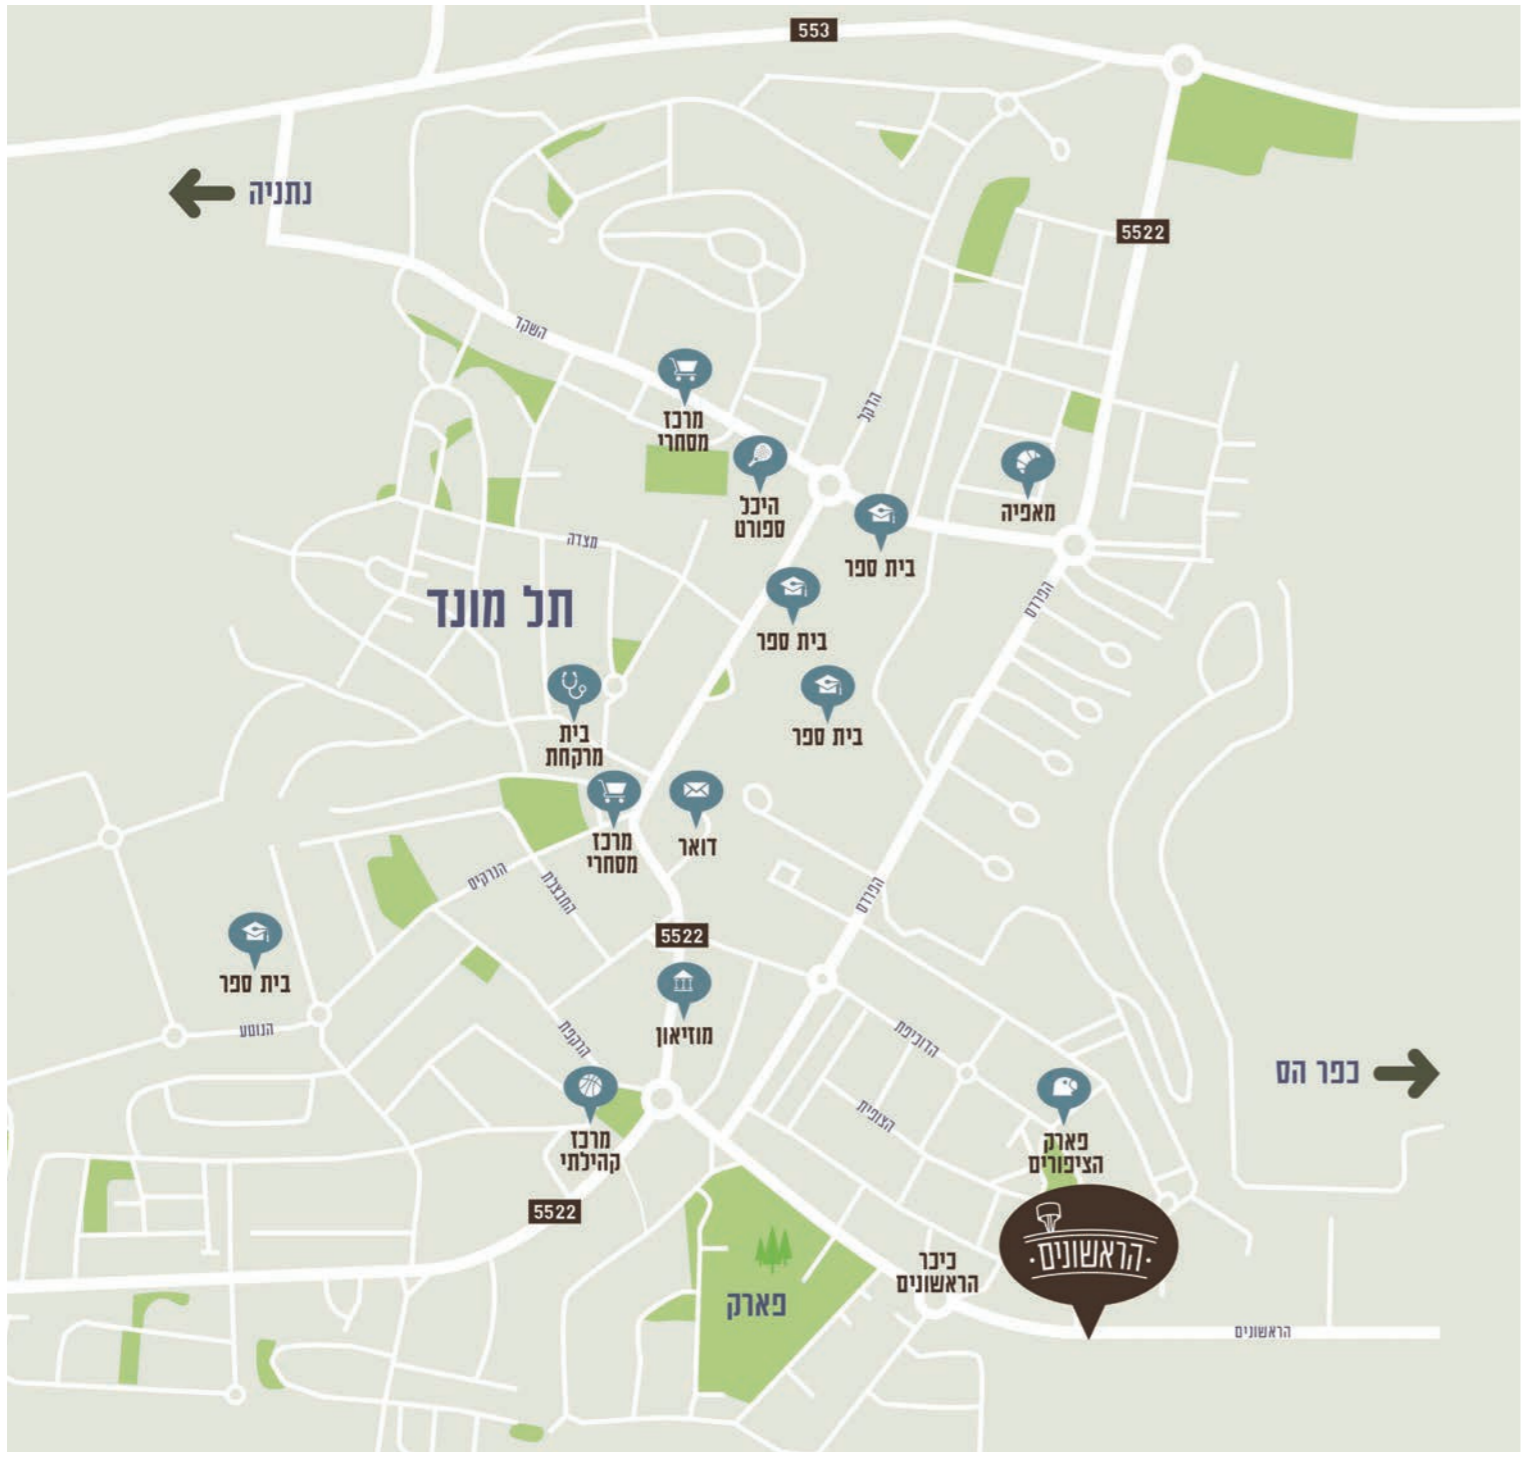 553
נתניה
5522
השקד
מרכז
מסחרי
הדקל
היכל
ספורט
מאפיה
בית ספר
מצדה
תל מונד
הפרדס
בית ספר
בית ספר
בית
מרקחת
מרכז
מסחרי
דואר
הנרקיס
החבצלת
הפרדס
5522
בית ספר
מוזיאון
הנוטע
הרקפת
הדוכיפת
כפר הס
הצופית
מרכז
קהילתי
פארק
הציפורים
5522
הראשונים
כיכר
הראשונים
פארק
הראשונים